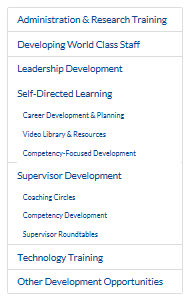 Administration & Research Training
Developing World Class Staff
Leadership Development
Self-Directed Learning
Career Development & Planning
Video Library & Resources
Competency-Focused Development
Supervisor Development
Coaching Circles
Competency Development
Supervisor Roundtables
Technology Training
Other Development Opportunities